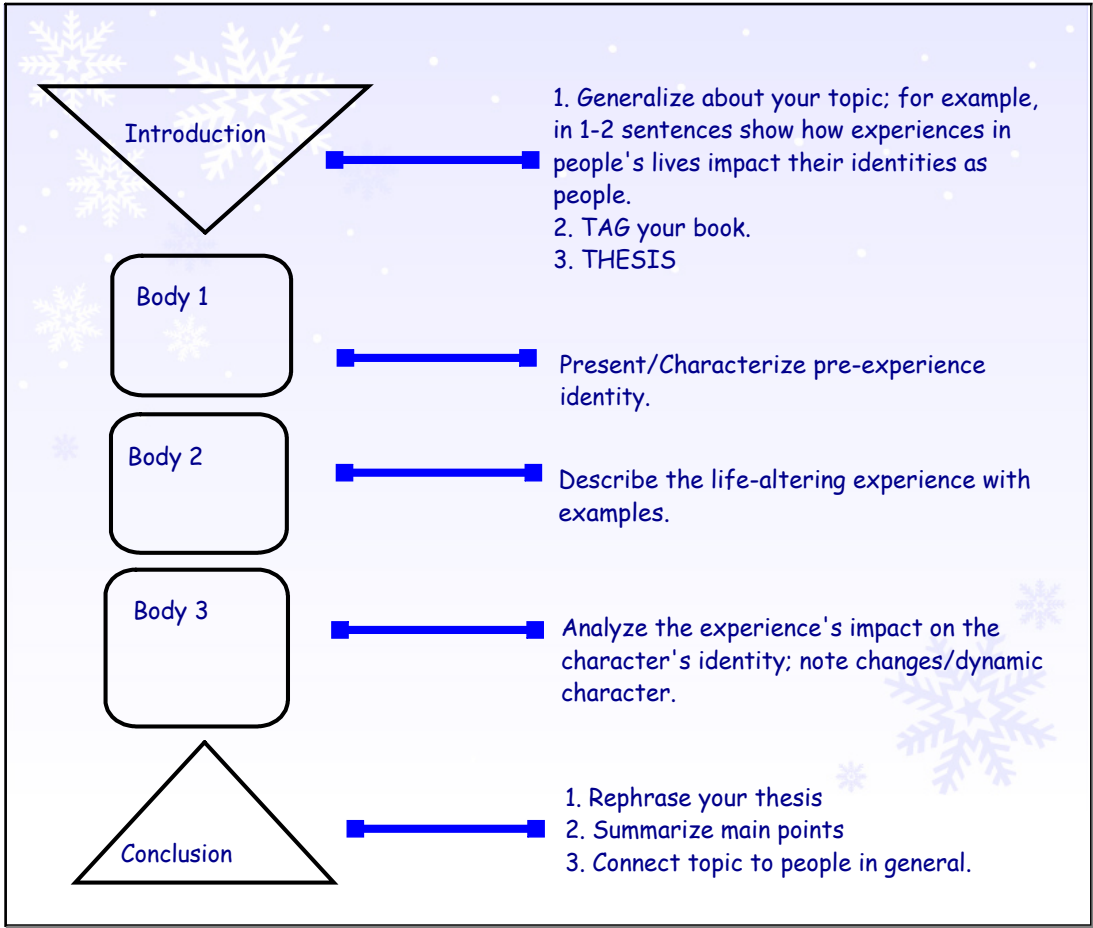 Introduction
1. Generalize about your topic; for example,
in 1-2 sentences show how experiences in
people's lives impact their identities as
people.
2. TAG your book.
3. THESIS
Body 1
Present/Characterize pre-experience
identity.
Body 2
Describe the life-altering experience with
examples.
Body 3
Analyze the experience's impact on the
character's identity; note changes/dynamic
character.
Conclusion
1. Rephrase your thesis
2. Summarize main points
3. Connect topic to people in general.